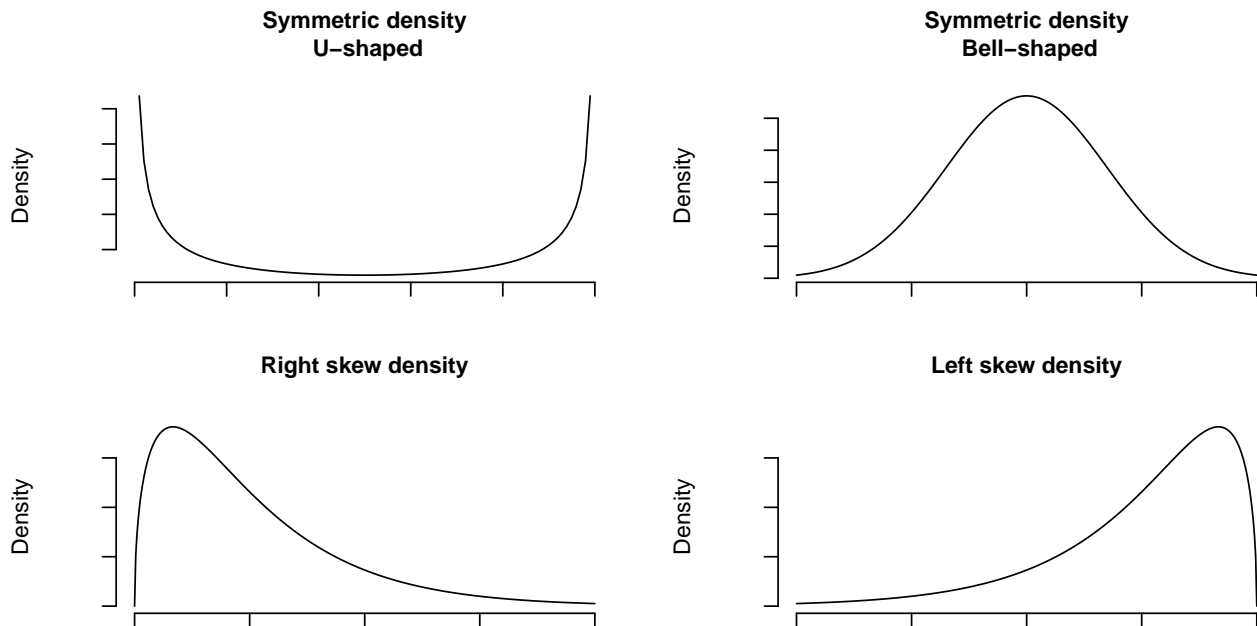 Symmetric density
U−shaped
Density
Symmetric density
Bell−shaped
Density
Right skew density
Density
Left skew density
Density